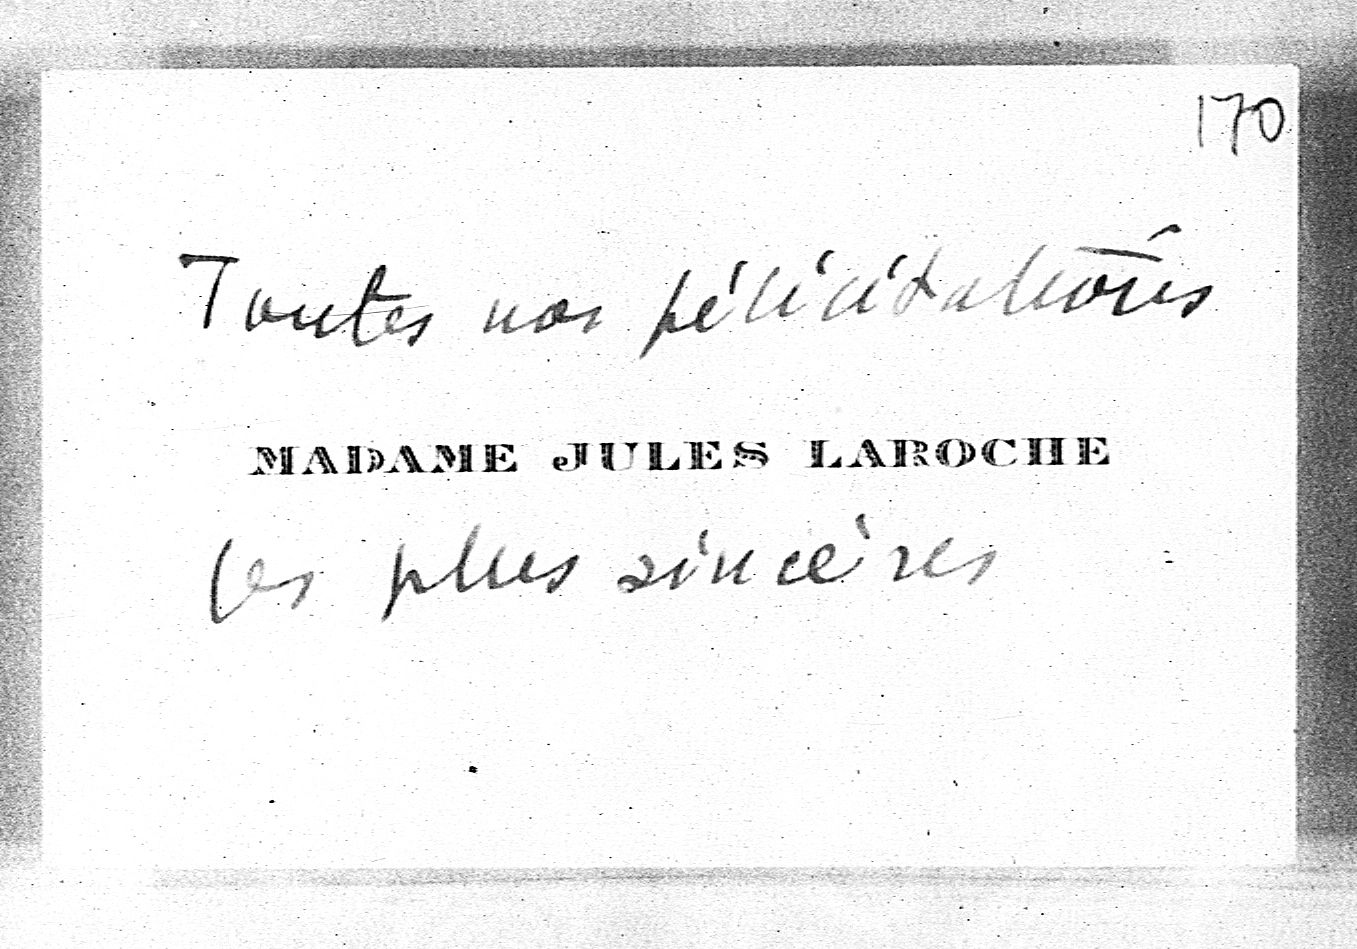 170
Toutes nos félicitations
MADAME JULES LAROCHE
les plus sincères